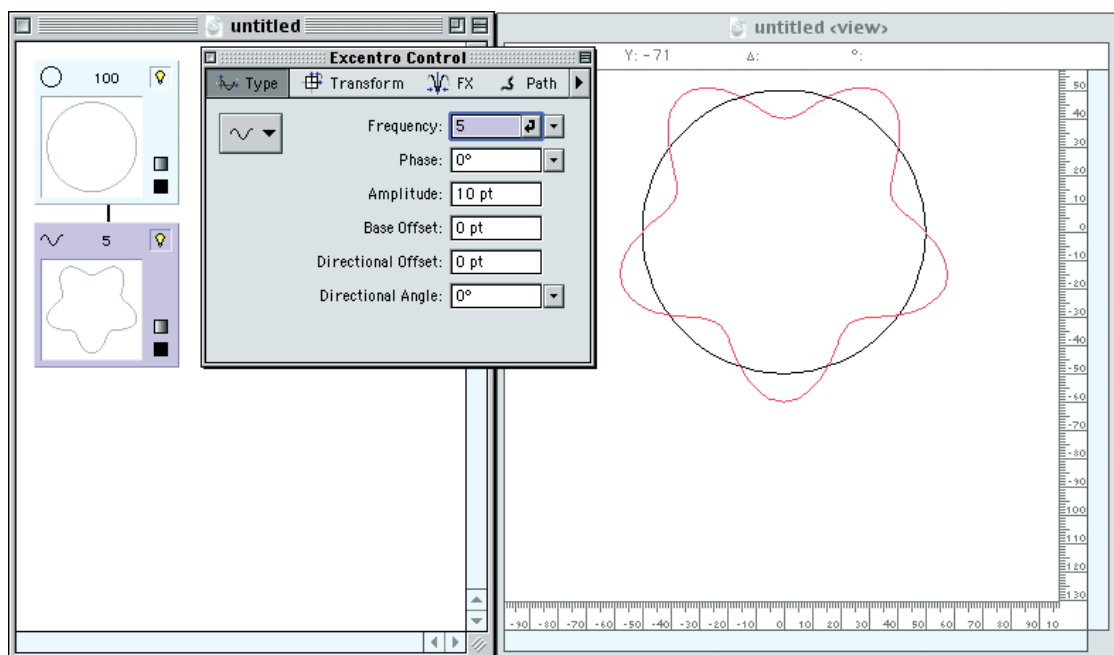 untitled
untitled <view>
Excentro Control
Y: -71 Δ: °:
100
Type Transform FX Path
Frequency: 5
Phase: 0°
Amplitude: 10 pt
Base Offset: 0 pt
Directional Offset: 0 pt
Directional Angle: 0°
5
50
40
30
20
10
0
-10
-20
-30
-40
-50
-60
-70
-80
-90
100
110
120
130
-90 -80 -70 -60 -50 -40 -30 -20 -10 0 10 20 30 40 50 60 70 80 90 10